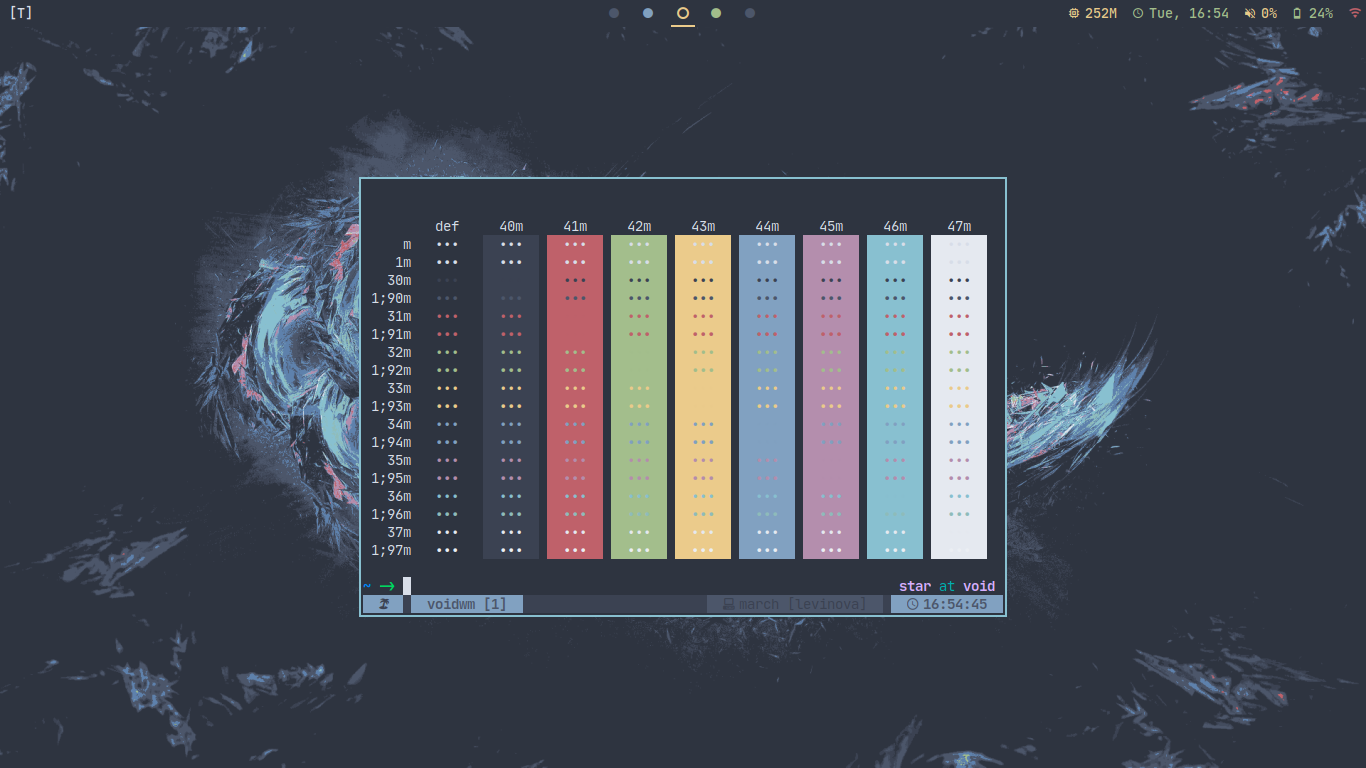 [T] 252M Tue, 16:54 0% 24%
def 40m 41m 42m 43m 44m 45m 46m 47m
m
1m
30m
1;90m
31m
1;91m
32m
1;92m
33m
1;93m
34m
1;94m
35m
1;95m
36m
1;96m
37m
1;97m
~ → star at void
voidwm [1] march [levinova] 16:54:45